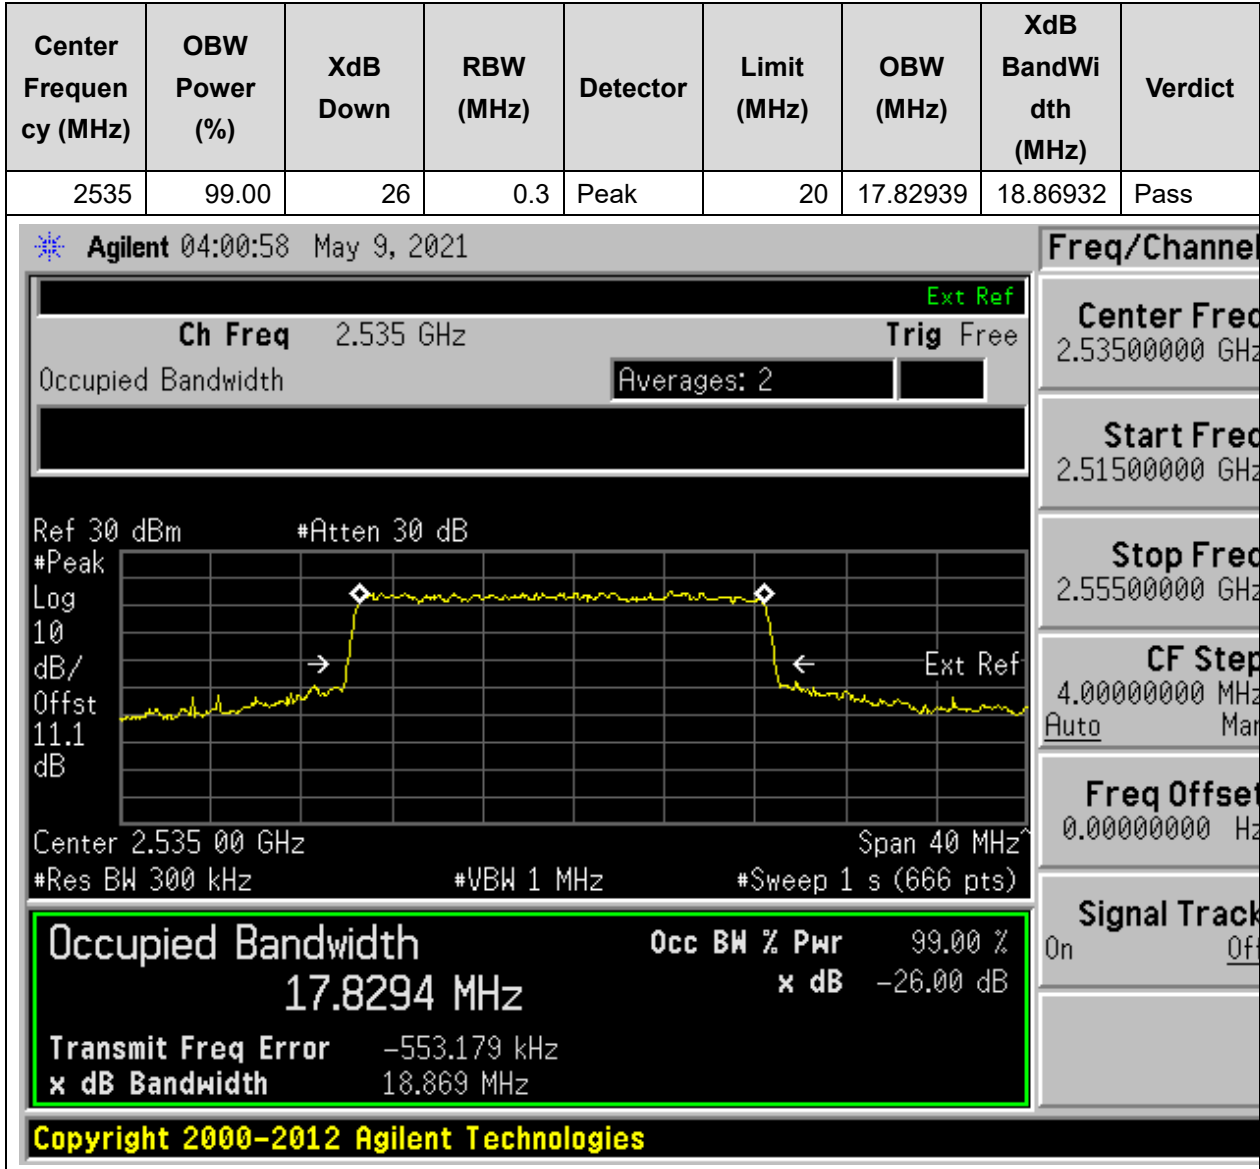 Center Frequen cy (MHz) OBW Power (%) XdB Down RBW (MHz) Detector Limit (MHz) OBW (MHz) XdB BandWi dth (MHz) Verdict
2535 99.00 26 0.3 Peak 20 17.82939 18.86932 Pass
Agilent 04:00:58 May 9, 2021
Ext Ref
Ch Freq 2.535 GHz Trig Free
Occupied Bandwidth Averages: 2
Ref 30 dBm #Atten 30 dB
#Peak
Log
10
dB/
Offst
11.1
dB
Ext Ref
Center 2.535 00 GHz Span 40 MHz^
#Res BW 300 kHz #VBW 1 MHz #Sweep 1 s (666 pts)
Occupied Bandwidth Occ BW % Pwr 99.00 %
17.8294 MHz x dB -26.00 dB
Transmit Freq Error -553.179 kHz
x dB Bandwidth 18.869 MHz
Copyright 2000-2012 Agilent Technologies
Freq/Channel
Center Freq
2.53500000 GHz
Start Freq
2.51500000 GHz
Stop Freq
2.55500000 GHz
CF Step
4.00000000 MHz
Auto Man
Freq Offset
0.00000000 Hz
Signal Track
On Off